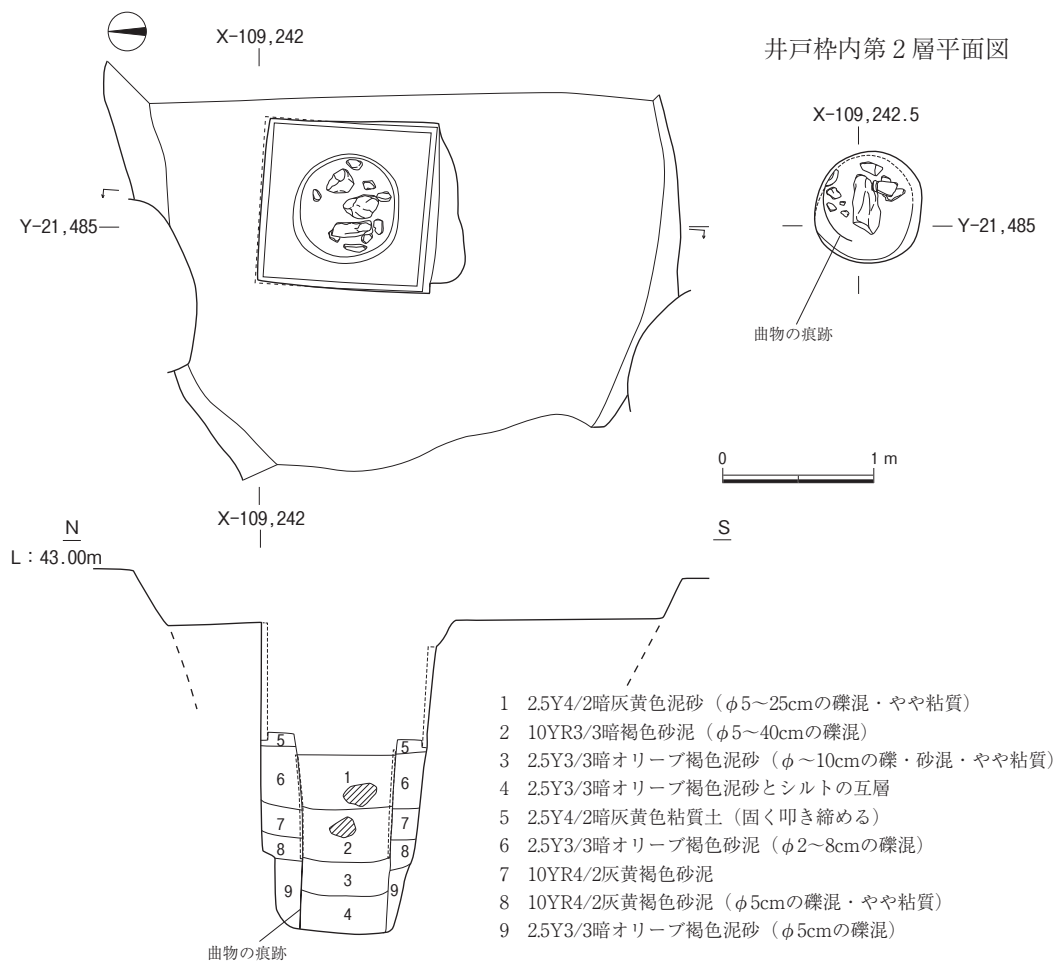 X-109,242
井戸枠内第２層平面図
X-109,242.5
Y-21,485
Y-21,485
曲物の痕跡
0 1 m
X-109,242
N
S
L：43.00m
5 5
6 1 6
7 2 7
8 8
9 3 9
4
曲物の痕跡
1 2.5Y4/2暗灰黄色泥砂（φ5～25cmの礫混・やや粘質）
2 10YR3/3暗褐色砂泥（φ5～40cmの礫混）
3 2.5Y3/3暗オリーブ褐色泥砂（φ～10cmの礫・砂混・やや粘質）
4 2.5Y3/3暗オリーブ褐色泥砂とシルトの互層
5 2.5Y4/2暗灰黄色粘質土（固く叩き締める）
6 2.5Y3/3暗オリーブ褐色砂泥（φ2～8cmの礫混）
7 10YR4/2灰黄褐色砂泥
8 10YR4/2灰黄褐色砂泥（φ5cmの礫混・やや粘質）
9 2.5Y3/3暗オリーブ褐色泥砂（φ5cmの礫混）